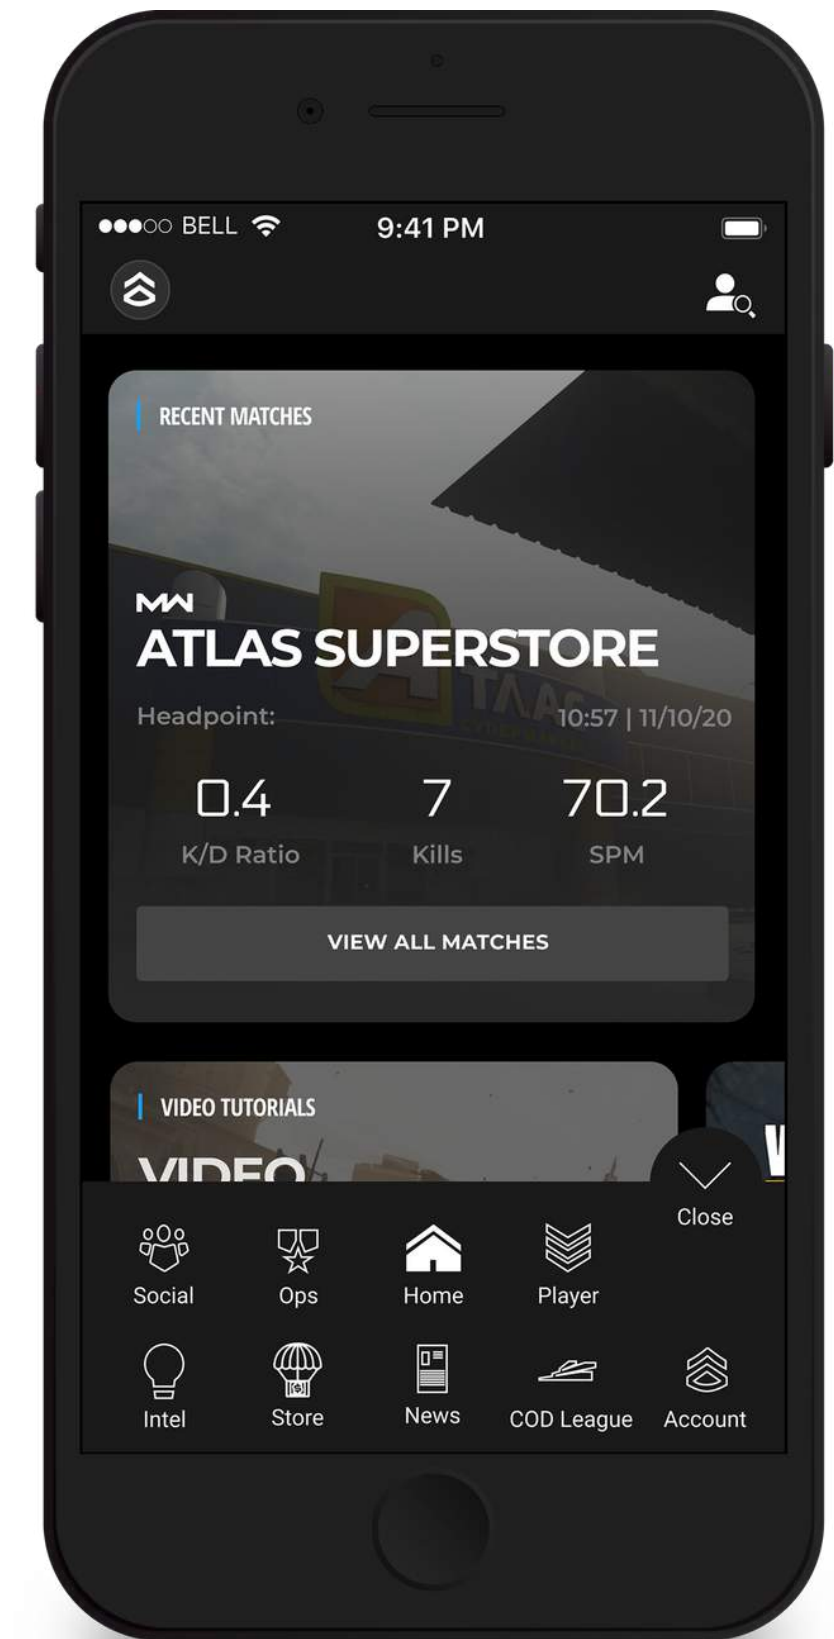 BELL 9:41 PM
RECENT MATCHES
MW
ATLAS SUPERSTORE
Headpoint: 10:57 | 11/10/20
0.4 7 70.2
K/D Ratio Kills SPM
VIEW ALL MATCHES
VIDEO TUTORIALS
VIDEO
Close
Social Ops Home Player
Intel Store News COD League Account